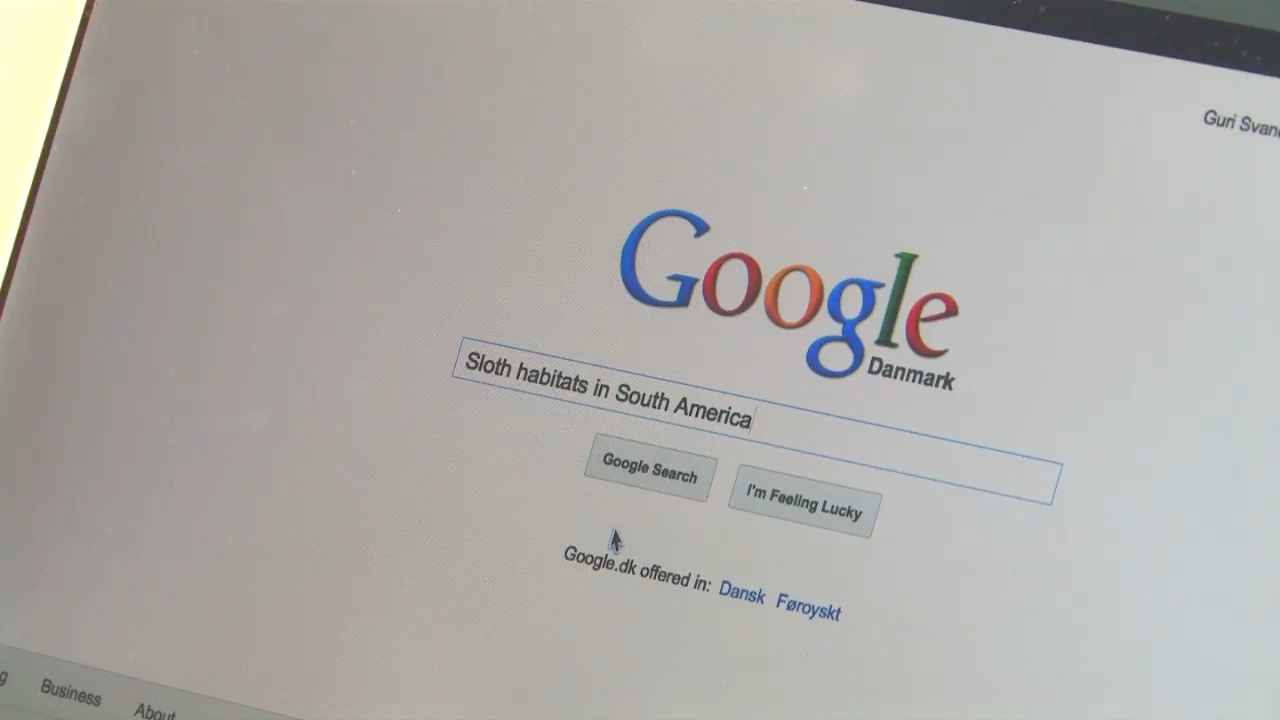 Guri
Google
Danmark
Sloth habitats in South America
Google Search
I'm Feeling Lucky
Google.dk offered in: Dansk Føroyskt
Business
About